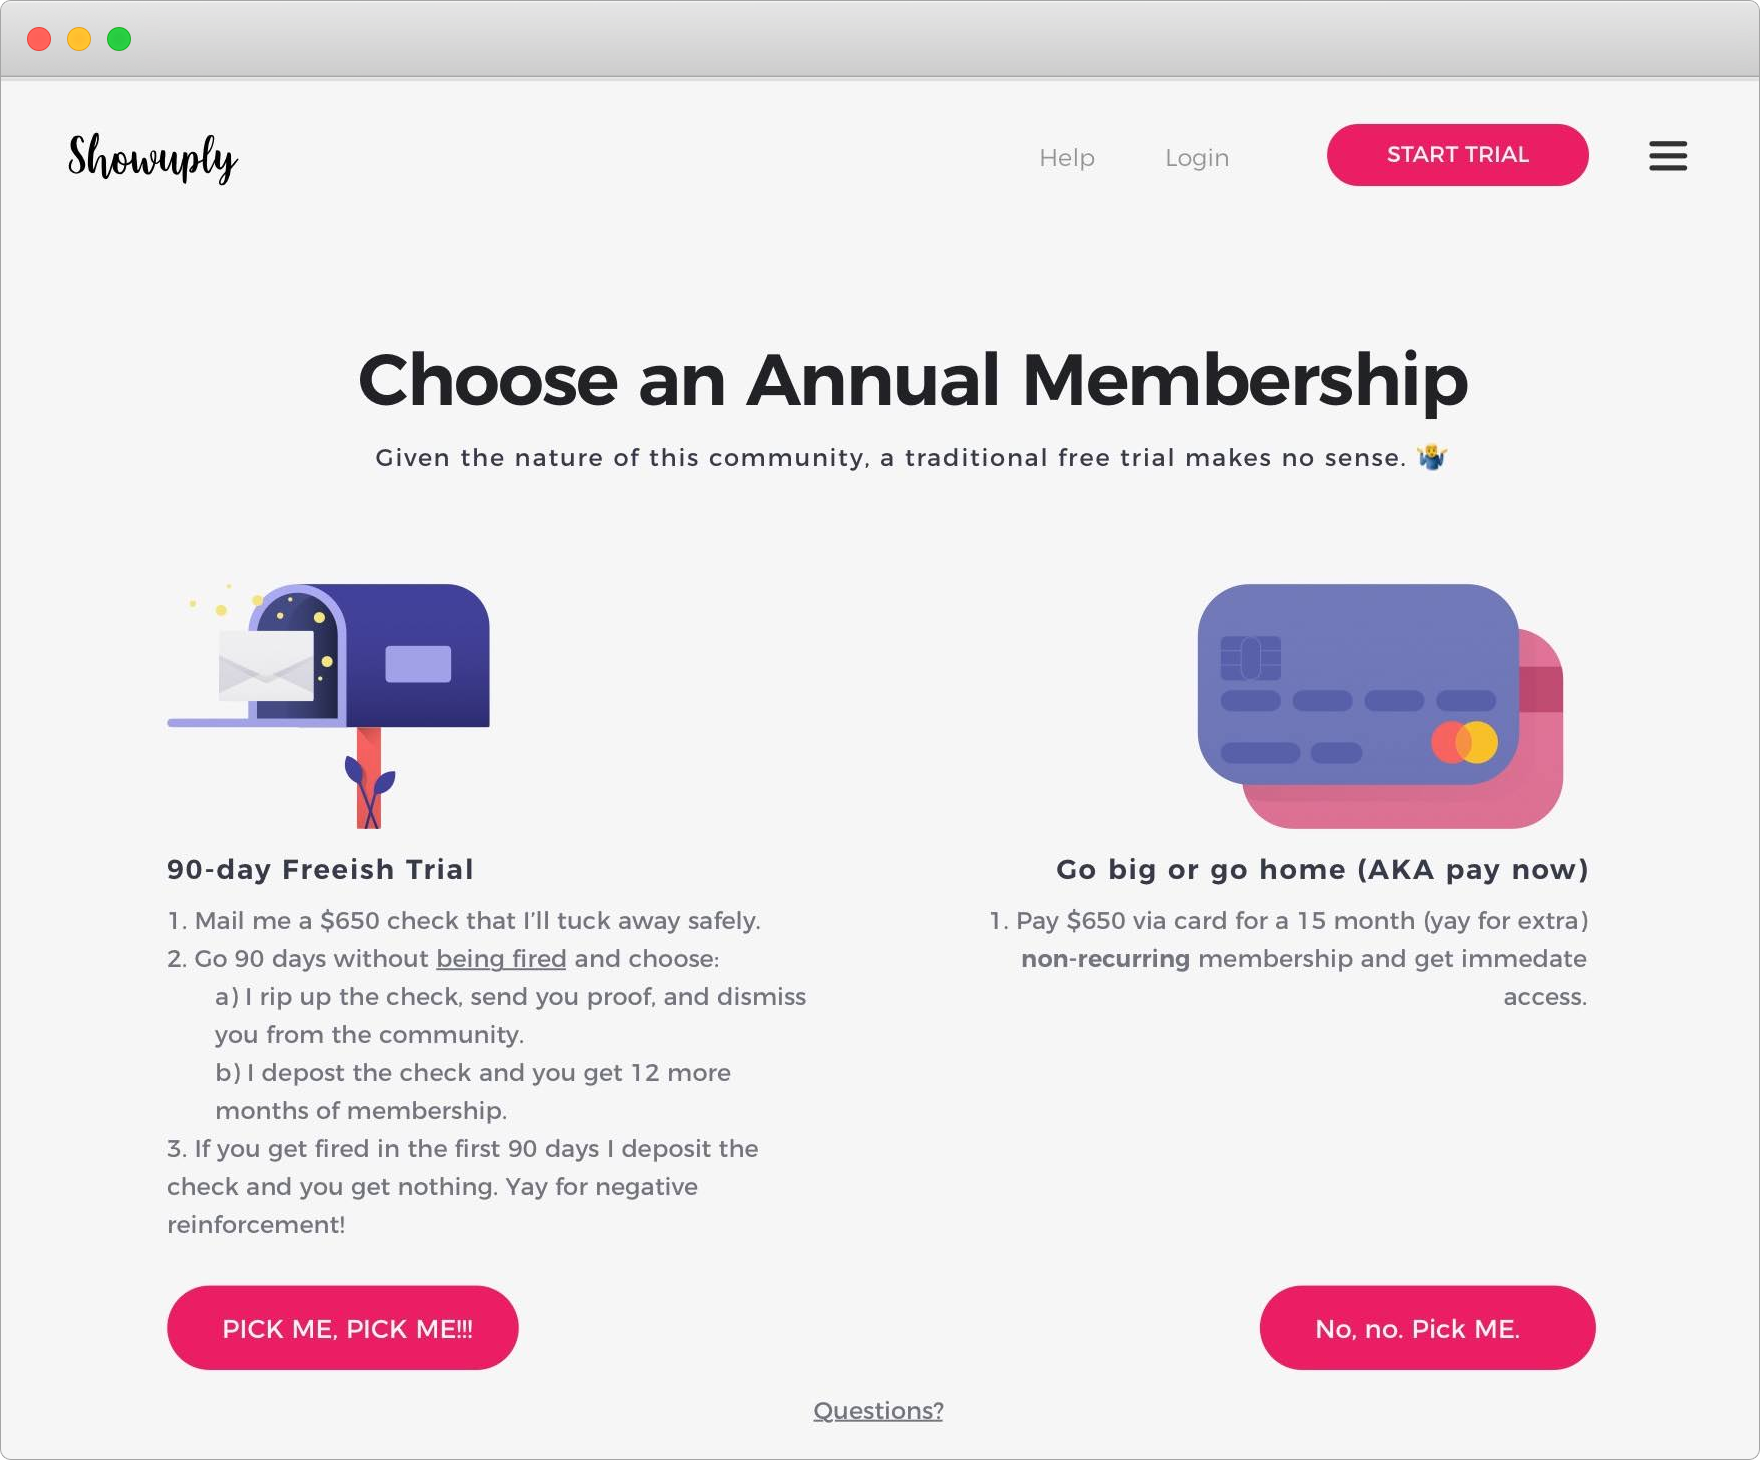 Showuply
Help
Login
START TRIAL
Choose an Annual Membership
Given the nature of this community, a traditional free trial makes no sense. 🤷‍♂️
90-day Freeish Trial
1. Mail me a $650 check that I'll tuck away safely.
2. Go 90 days without being fired and choose:
a) I rip up the check, send you proof, and dismiss
you from the community.
b) I depost the check and you get 12 more
months of membership.
3. If you get fired in the first 90 days I deposit the
check and you get nothing. Yay for negative
reinforcement!
PICK ME, PICK ME!!!
Go big or go home (AKA pay now)
1. Pay $650 via card for a 15 month (yay for extra)
non-recurring membership and get immedate
access.
No, no. Pick ME.
Questions?